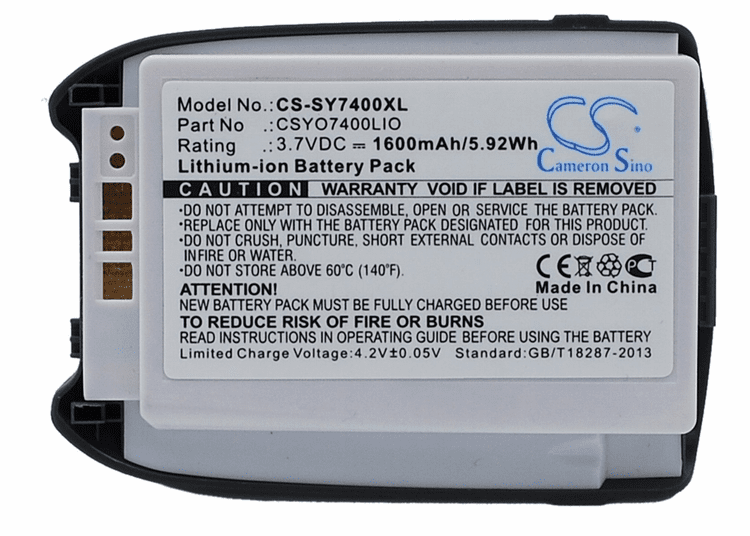 Model No.: CS-SY7400XL
Part No : CSYO7400LIO
Rating : 3.7VDC ⎓ 1600mAh/5.92Wh
Lithium-ion Battery Pack
CS
Cameron Sino
CAUTION WARRANTY VOID IF LABEL IS REMOVED
•DO NOT ATTEMPT TO DISASSEMBLE, OPEN OR SERVICE THE BATTERY PACK.
•REPLACE ONLY WITH THE BATTERY PACK DESIGNATED FOR THIS PRODUCT.
•DO NOT CRUSH, PUNCTURE, SHORT EXTERNAL CONTACTS OR DISPOSE OF
INFIRE OR WATER.
•DO NOT STORE ABOVE 60°C (140°F).
ATTENTION!
CE
Made In China
NEW BATTERY PACK MUST BE FULLY CHARGED BEFORE USE
TO REDUCE RISK OF FIRE OR BURNS
READ INSTRUCTIONS IN OPERATING GUIDE BEFORE USING THE BATTERY
Limited Charge Voltage:4.2V±0.05V Standard:GB/T18287-2013